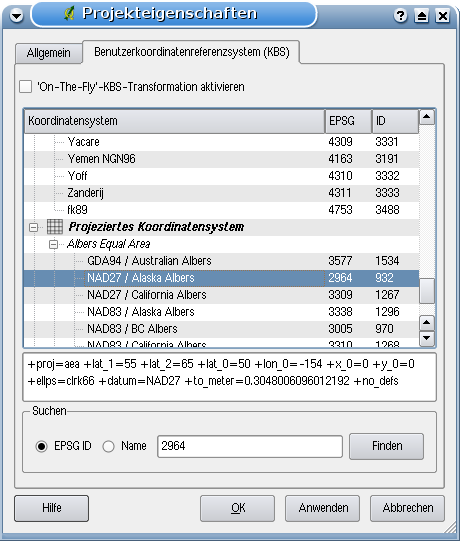 Projekteigenschaften
Allgemein
Benutzerkoordinatenreferenzsystem (KBS)
'On-The-Fly'-KBS-Transformation aktivieren
Koordinatensystem EPSG ID
Yacare 4309 3331
Yemen NGN96 4163 3191
Yoff 4310 3332
Zanderij 4311 3333
fk89 4753 3488
Projeziertes Koordinatensystem
Albers Equal Area
GDA94 / Australian Albers 3577 1534
NAD27 / Alaska Albers 2964 932
NAD27 / California Albers 3309 1267
NAD83 / Alaska Albers 3338 1296
NAD83 / BC Albers 3005 970
NAD83 / California Albers 3310 1268
+proj=aea +lat_1=55 +lat_2=65 +lat_0=50 +lon_0=-154 +x_0=0 +y_0=0
+ellps=clrk66 +datum=NAD27 +to_meter=0.3048006096012192 +no_defs
Suchen
EPSG ID Name 2964 Finden
Hilfe OK Anwenden Abbrechen